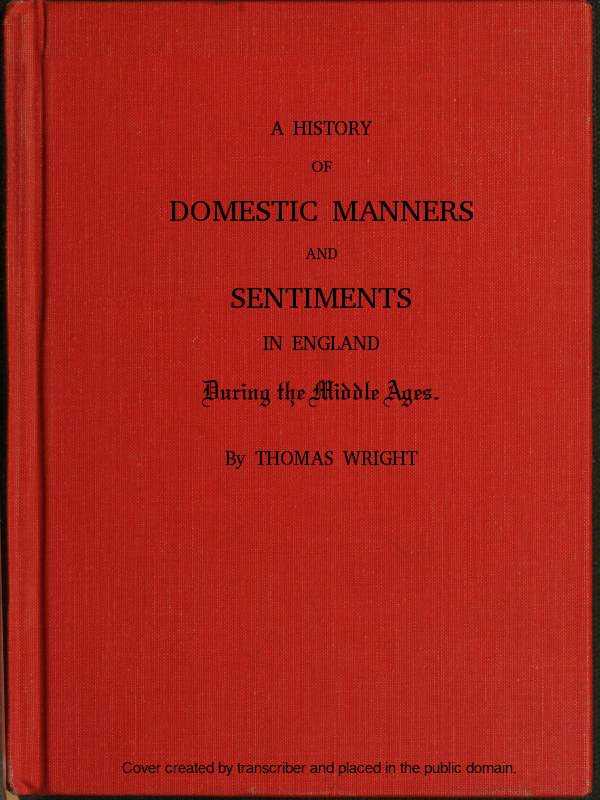 A HISTORY
OF
DOMESTIC MANNERS
AND
SENTIMENTS
IN ENGLAND
During the Middle Ages.
By THOMAS WRIGHT
Cover created by transcriber and placed in the public domain.